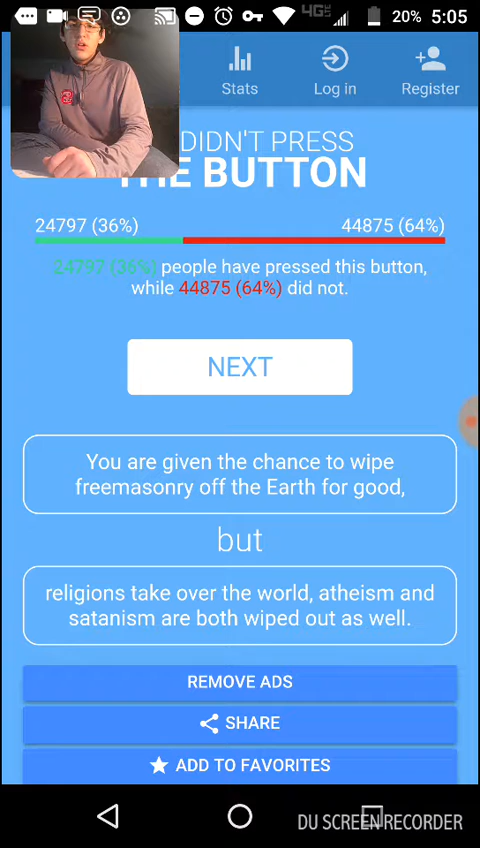 4G
20% 5:05
Stats
Log in
Register
DIDN'T PRESS
THE BUTTON
24797 (36%)
44875 (64%)
24797 (36%) people have pressed this button,
while 44875 (64%) did not.
NEXT
You are given the chance to wipe
freemasonry off the Earth for good,
but
religions take over the world, atheism and
satanism are both wiped out as well.
REMOVE ADS
SHARE
ADD TO FAVORITES
DU SCREEN RECORDER